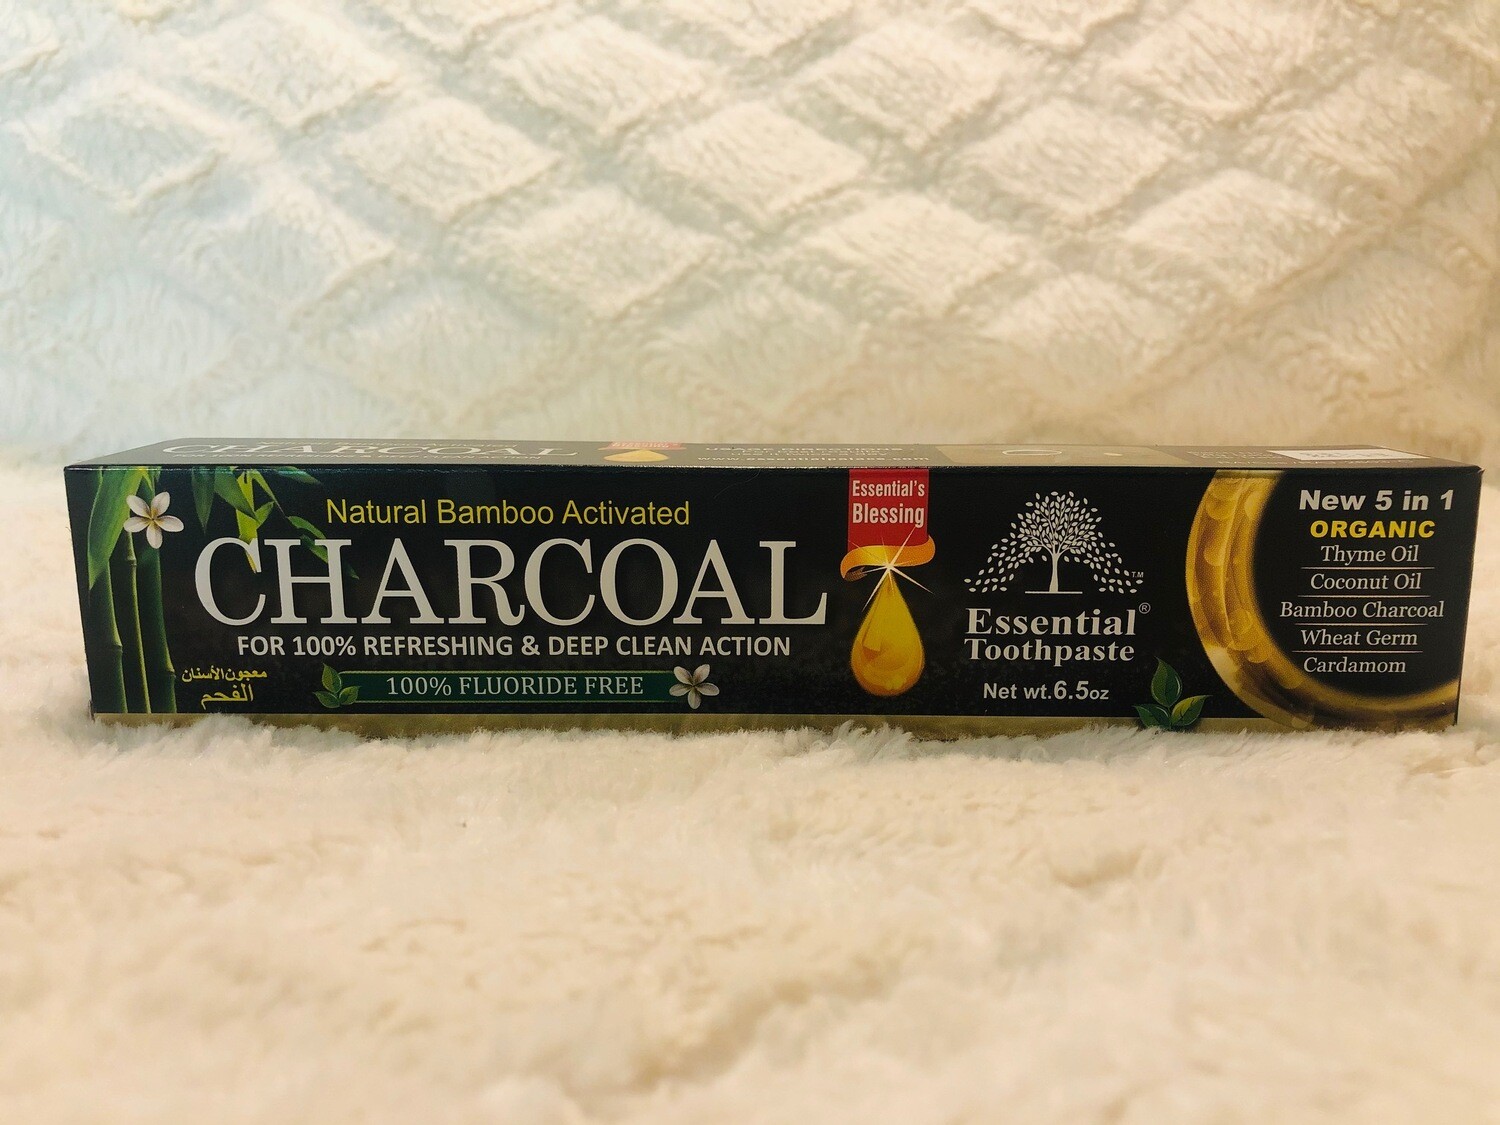 CHARCOAL
Natural Bamboo Activated
CHARCOAL
FOR 100% REFRESHING & DEEP CLEAN ACTION
معجون الأسنان
الفحم
100% FLUORIDE FREE
Essential's
Blessing
TM
Essential®
Toothpaste
Net wt.6.5oz
New 5 in 1
ORGANIC
Thyme Oil
Coconut Oil
Bamboo Charcoal
Wheat Germ
Cardamom